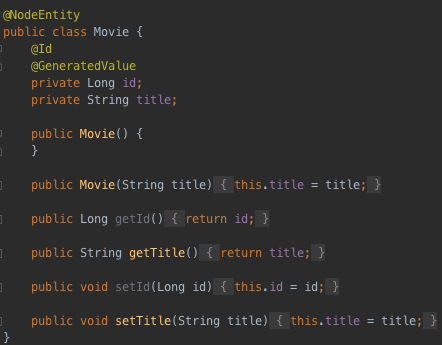 @NodeEntity
public class Movie {
    @Id
    @GeneratedValue
    private Long id;
    private String title;
    public Movie() {
    }
    public Movie(String title) { this.title = title; }
    public Long getId() { return id; }
    public String getTitle() { return title; }
    public void setId(Long id) { this.id = id; }
    public void setTitle(String title) { this.title = title; }
}